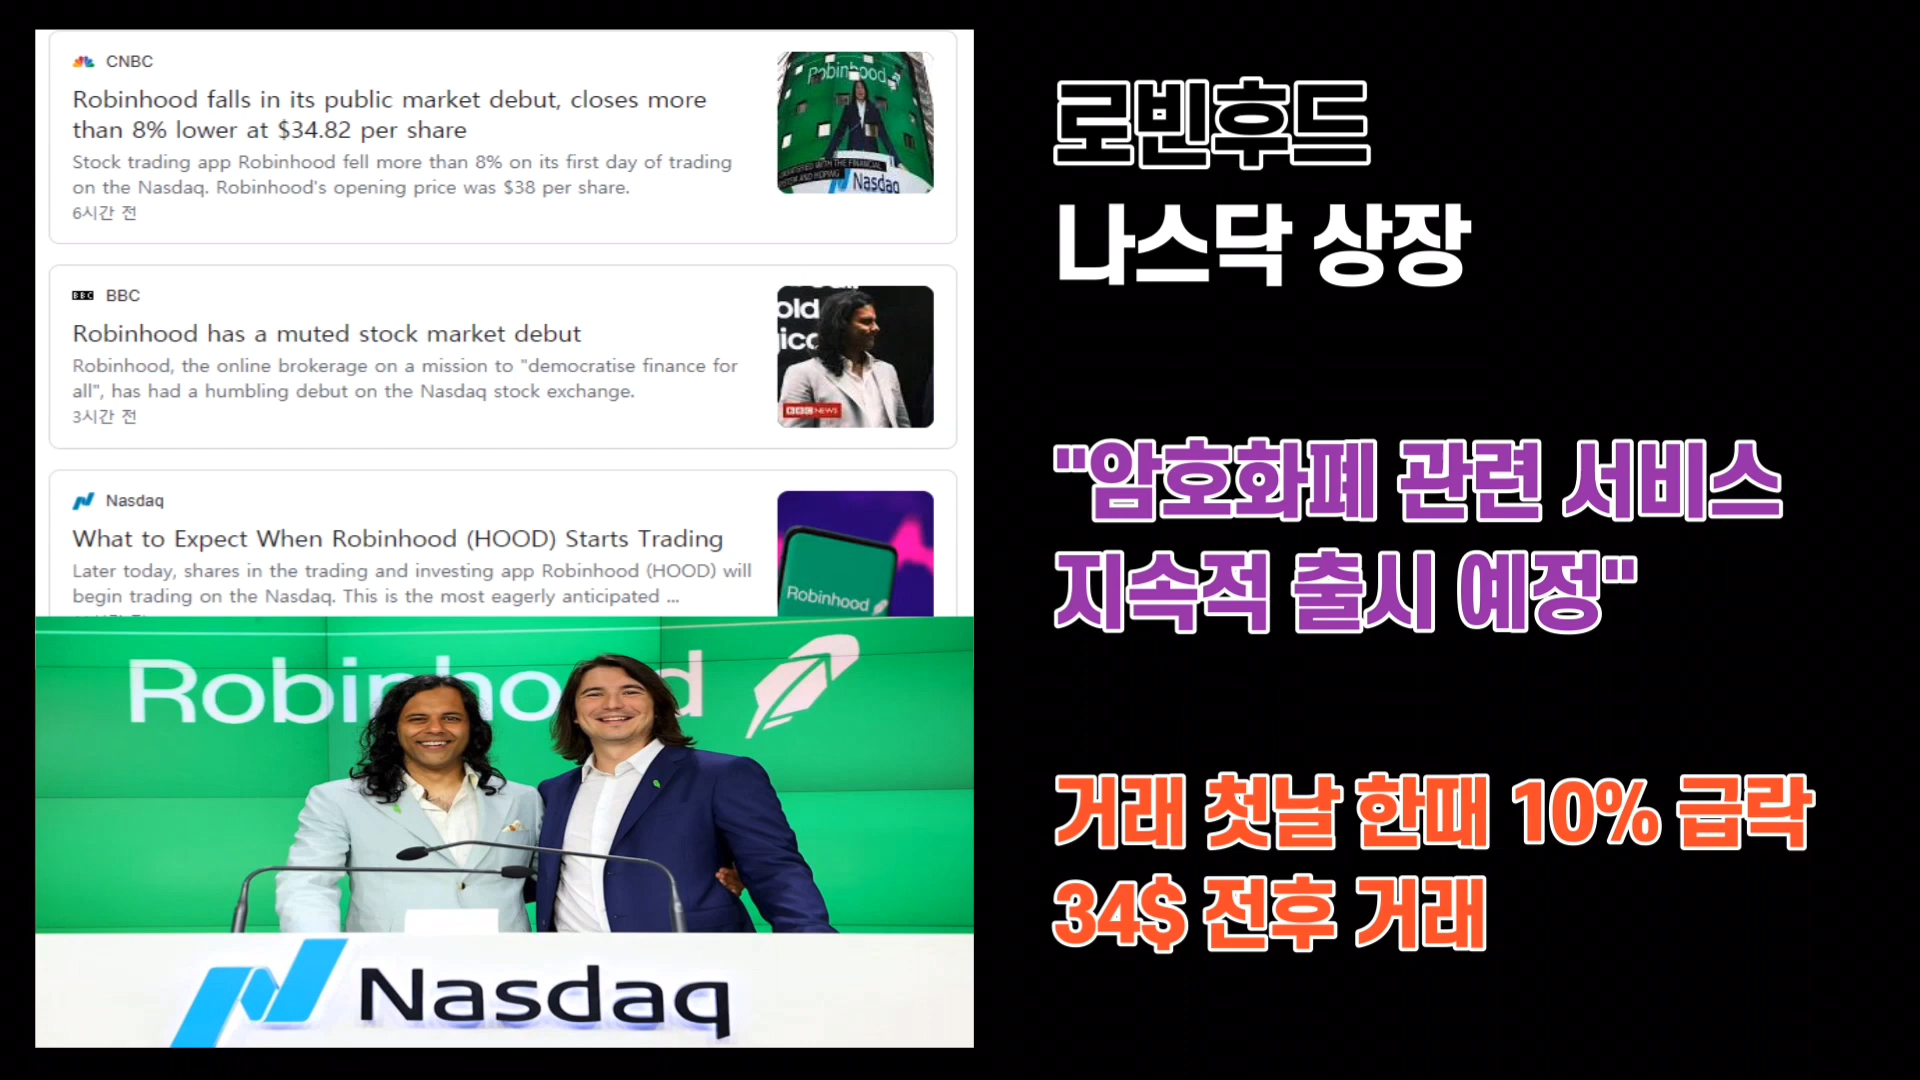 CNBC
Robinhood falls in its public market debut, closes more
than 8% lower at $34.82 per share
Stock trading app Robinhood fell more than 8% on its first day of trading
on the Nasdaq. Robinhood's opening price was $38 per share.
6시간 전
Robinhood
Nasdaq
BBC
BBC
Robinhood has a muted stock market debut
Robinhood, the online brokerage on a mission to "democratise finance for
all", has had a humbling debut on the Nasdaq stock exchange.
3시간 전
BBC NEWS
Nasdaq
What to Expect When Robinhood (HOOD) Starts Trading
Later today, shares in the trading and investing app Robinhood (HOOD) will
begin trading on the Nasdaq. This is the most eagerly anticipated ...
Robinhood
Robinhood
Nasdaq
로빈후드
나스닥 상장
"암호화폐 관련 서비스
지속적 출시 예정"
거래 첫날 한때 10% 급락
34$ 전후 거래